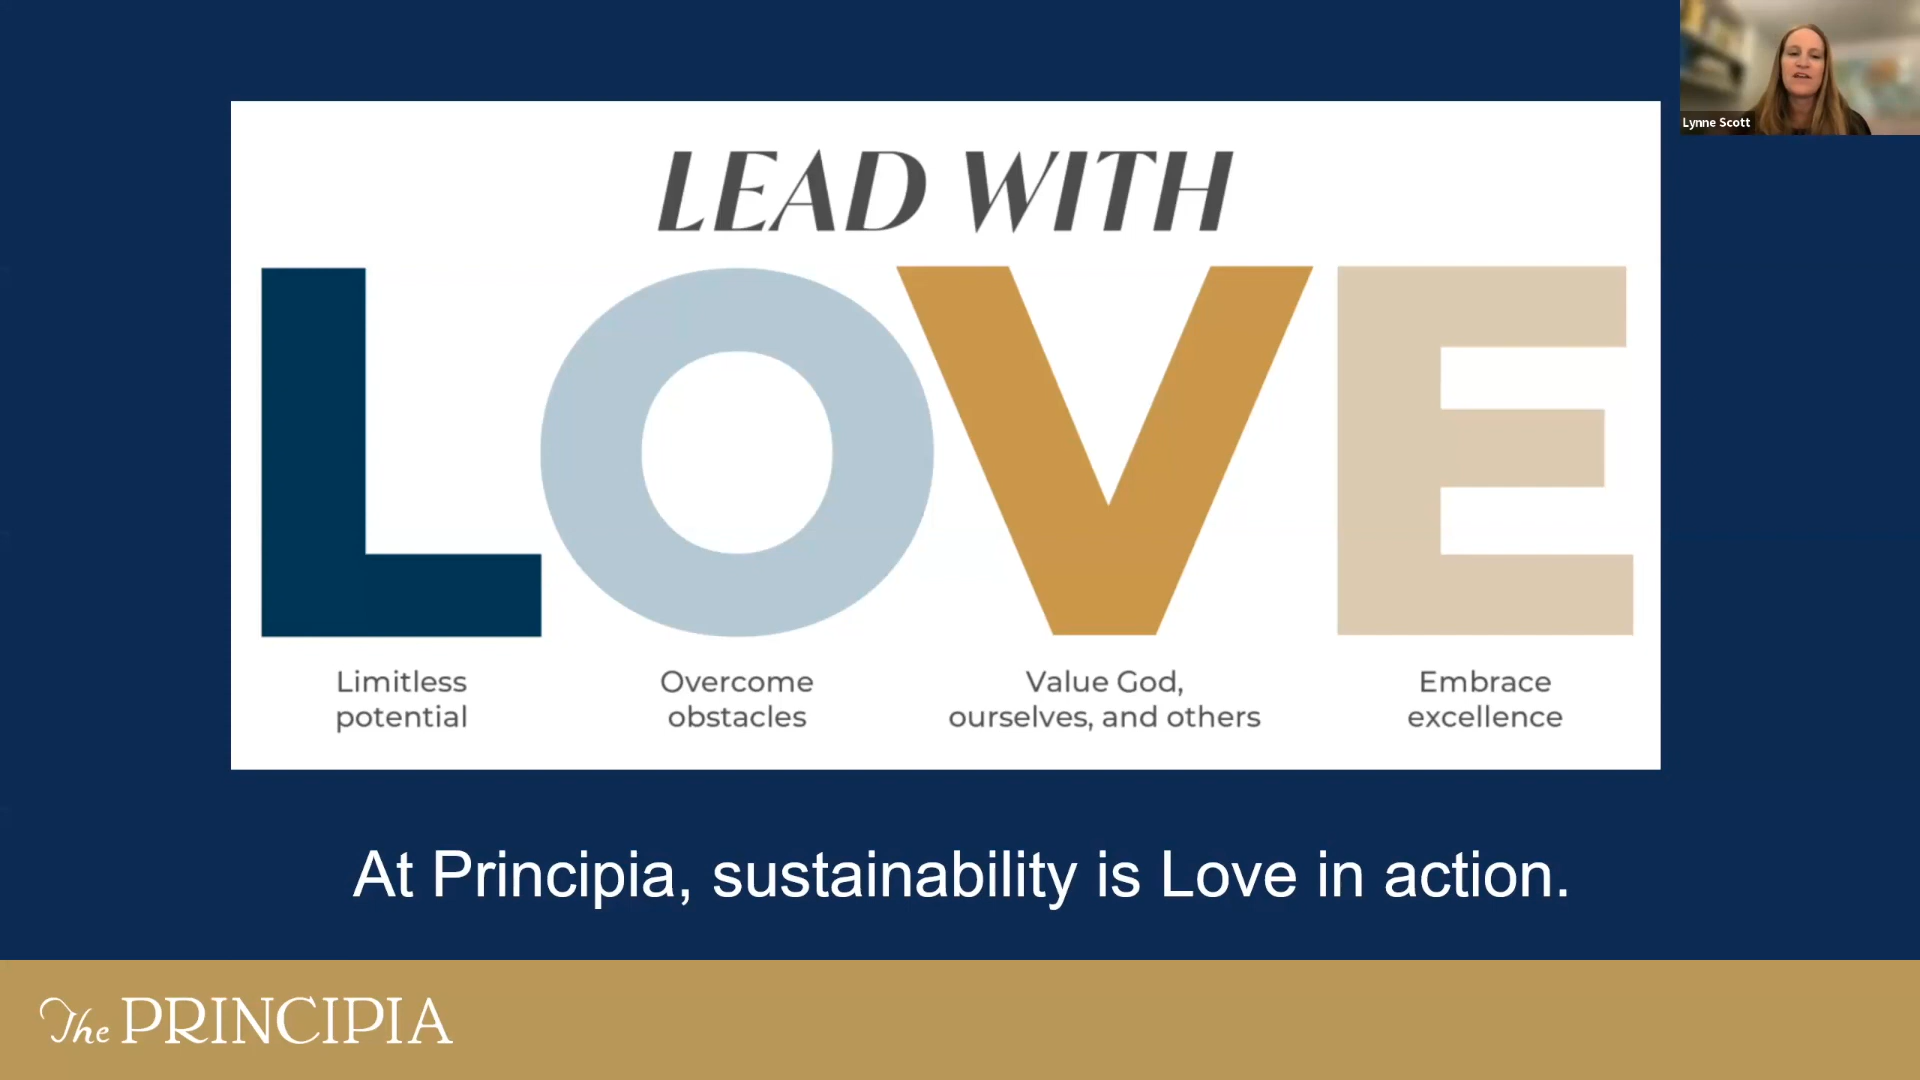 Lynne Scott
LEAD WITH
LOVE
Limitless
potential
Overcome
obstacles
Value God,
ourselves, and others
Embrace
excellence
At Principia, sustainability is Love in action.
The PRINCIPIA